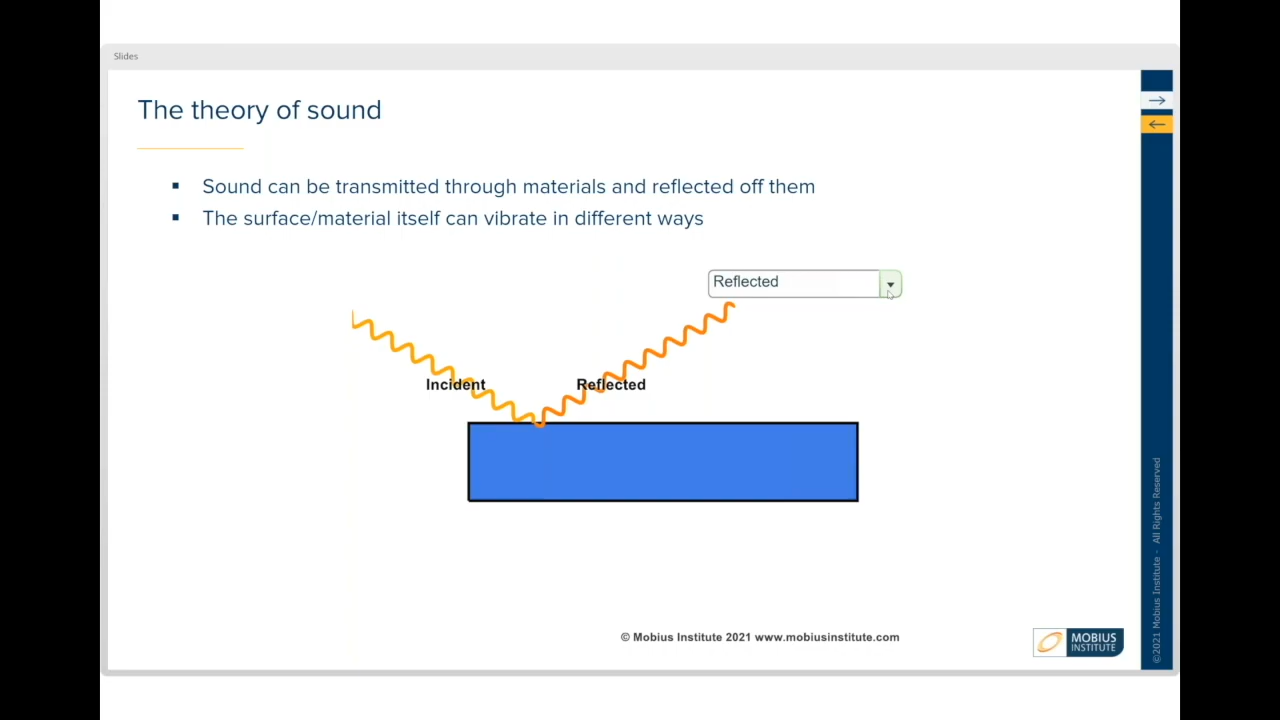 Slides
The theory of sound
▪ Sound can be transmitted through materials and reflected off them
▪ The surface/material itself can vibrate in different ways
Reflected
Incident
Reflected
© Mobius Institute 2021 www.mobiusinstitute.com
MOBIUS
INSTITUTE
©2021 Mobius Institute - All Rights Reserved